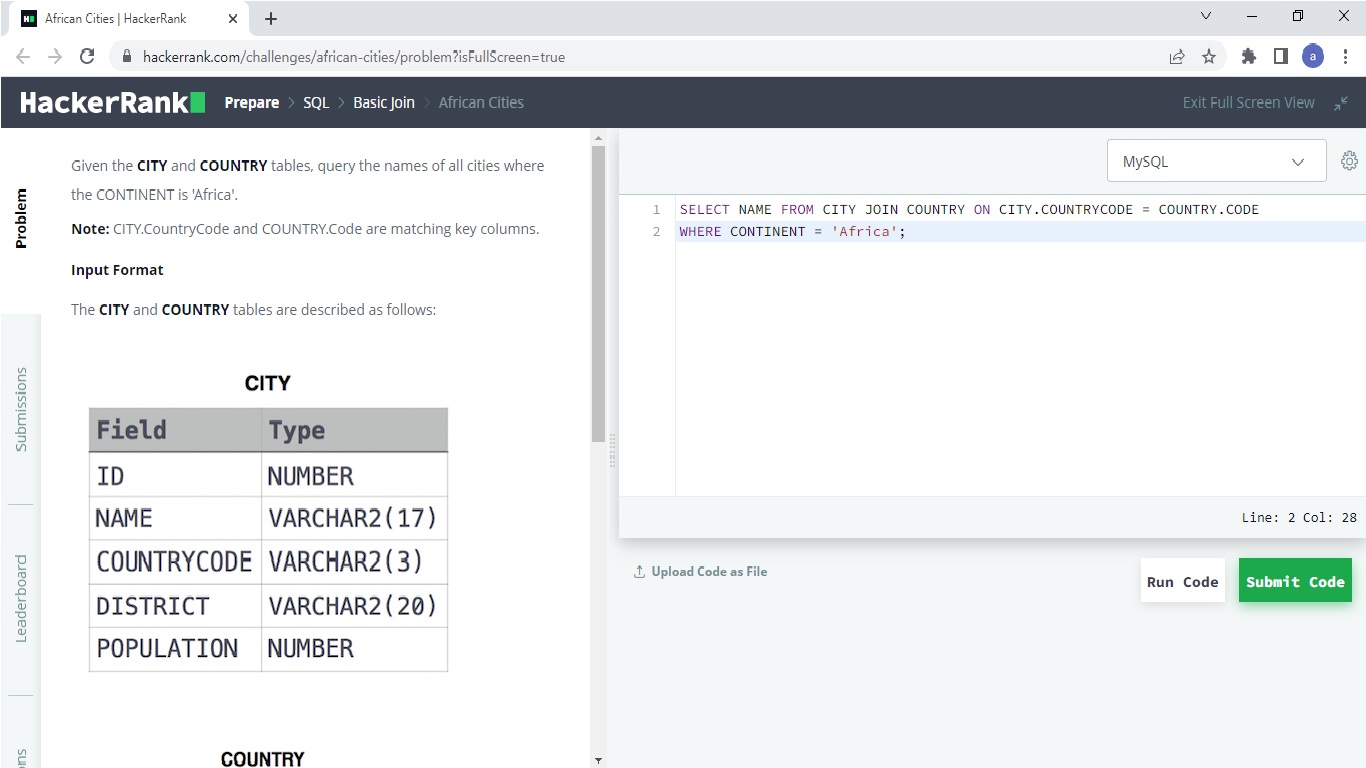 African Cities | HackerRank
hackerrank.com/challenges/african-cities/problem?isFullScreen=true
a
HackerRank
Prepare > SQL > Basic Join > African Cities
Exit Full Screen View
Problem
Submissions
Leaderboard
Given the CITY and COUNTRY tables, query the names of all cities where
the CONTINENT is 'Africa'.
Note: CITY.CountryCode and COUNTRY.Code are matching key columns.
Input Format
The CITY and COUNTRY tables are described as follows:
CITY
Field Type
ID NUMBER
NAME VARCHAR2(17)
COUNTRYCODE VARCHAR2(3)
DISTRICT VARCHAR2(20)
POPULATION NUMBER
COUNTRY
MySQL
1 SELECT NAME FROM CITY JOIN COUNTRY ON CITY.COUNTRYCODE = COUNTRY.CODE
2 WHERE CONTINENT = 'Africa';
Line: 2 Col: 28
Upload Code as File
Run Code
Submit Code